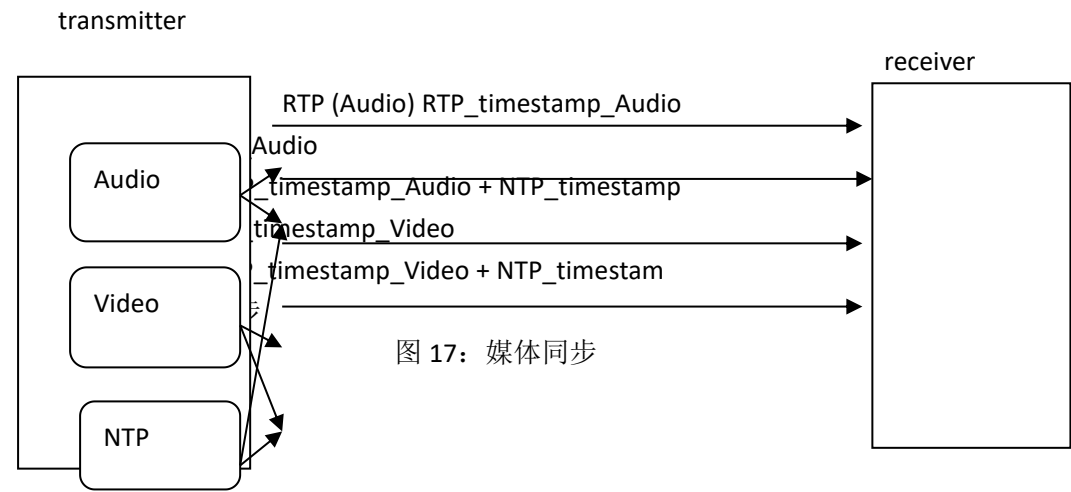 transmitter
receiver
RTP (Audio) RTP_timestamp_Audio
Audio
Audio
_timestamp_Audio + NTP_timestamp
_timestamp_Video
_timestamp_Video + NTP_timestam
Video
图 17：媒体同步
NTP